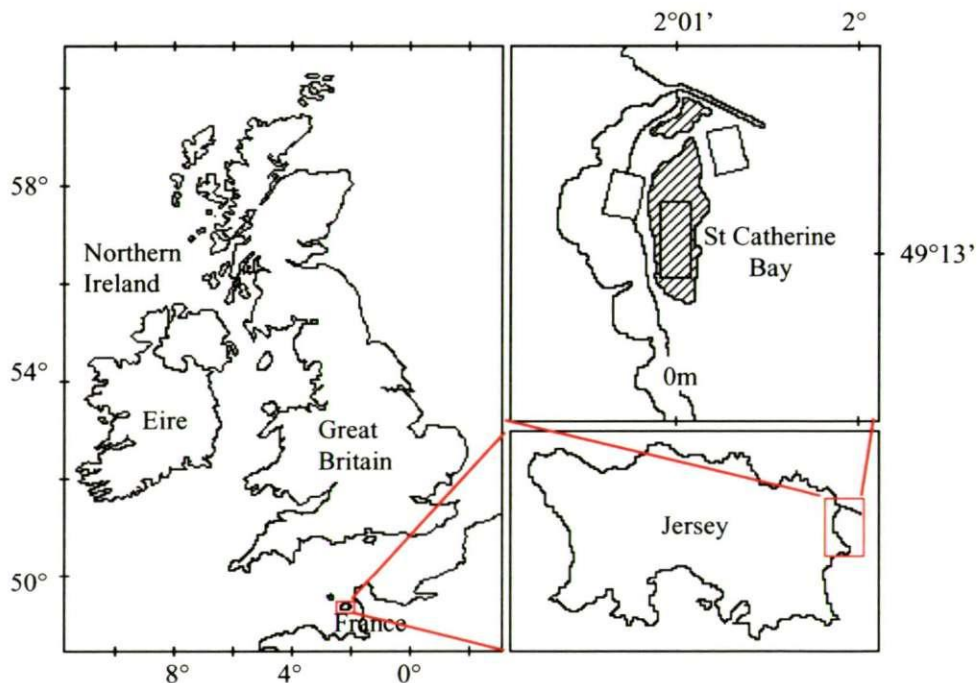 2°01’ 2°
58°
Northern
Ireland
St Catherine
Bay
49°13’
54°
0m
Eire
Great
Britain
Jersey
50°
France
8° 4° 0°